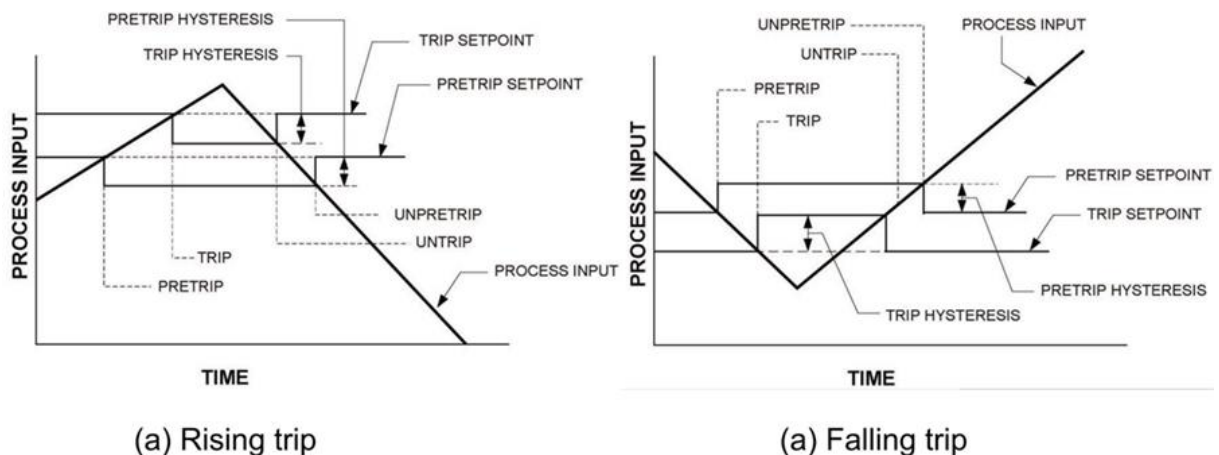 PRETRIP HYSTERESIS
TRIP HYSTERESIS
TRIP SETPOINT
PRETRIP SETPOINT
PROCESS INPUT
UNPRETRIP
UNTRIP
TRIP
PRETRIP
PROCESS INPUT
TIME
(a) Rising trip
UNPRETRIP
PROCESS INPUT
UNTRIP
PRETRIP
TRIP
PROCESS INPUT
PRETRIP SETPOINT
TRIP SETPOINT
PRETRIP HYSTERESIS
TRIP HYSTERESIS
TIME
(a) Falling trip